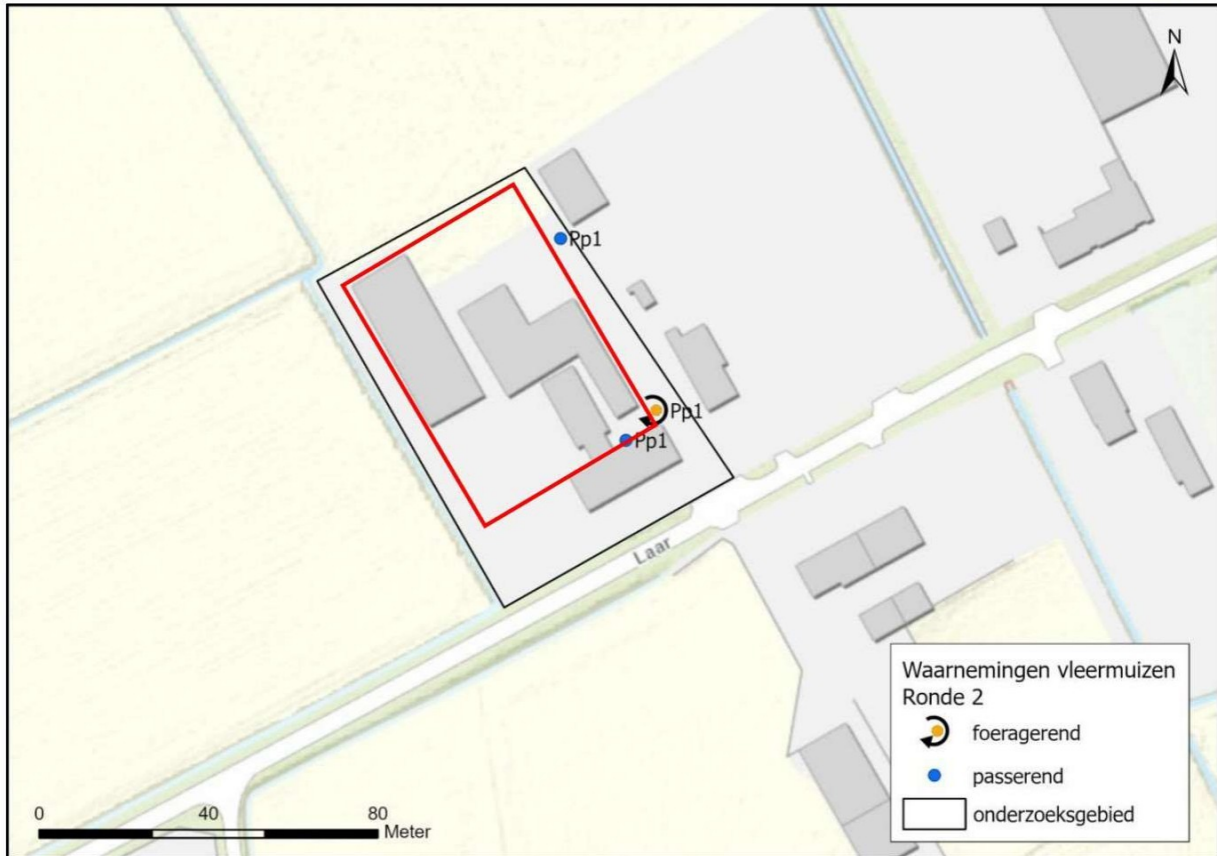 N
Pp1
Pp1
Pp1
Laar
Waarnemingen vleermuizen
Ronde 2
foeragerend
passerend
onderzoeksgebied
0 40 80
Meter